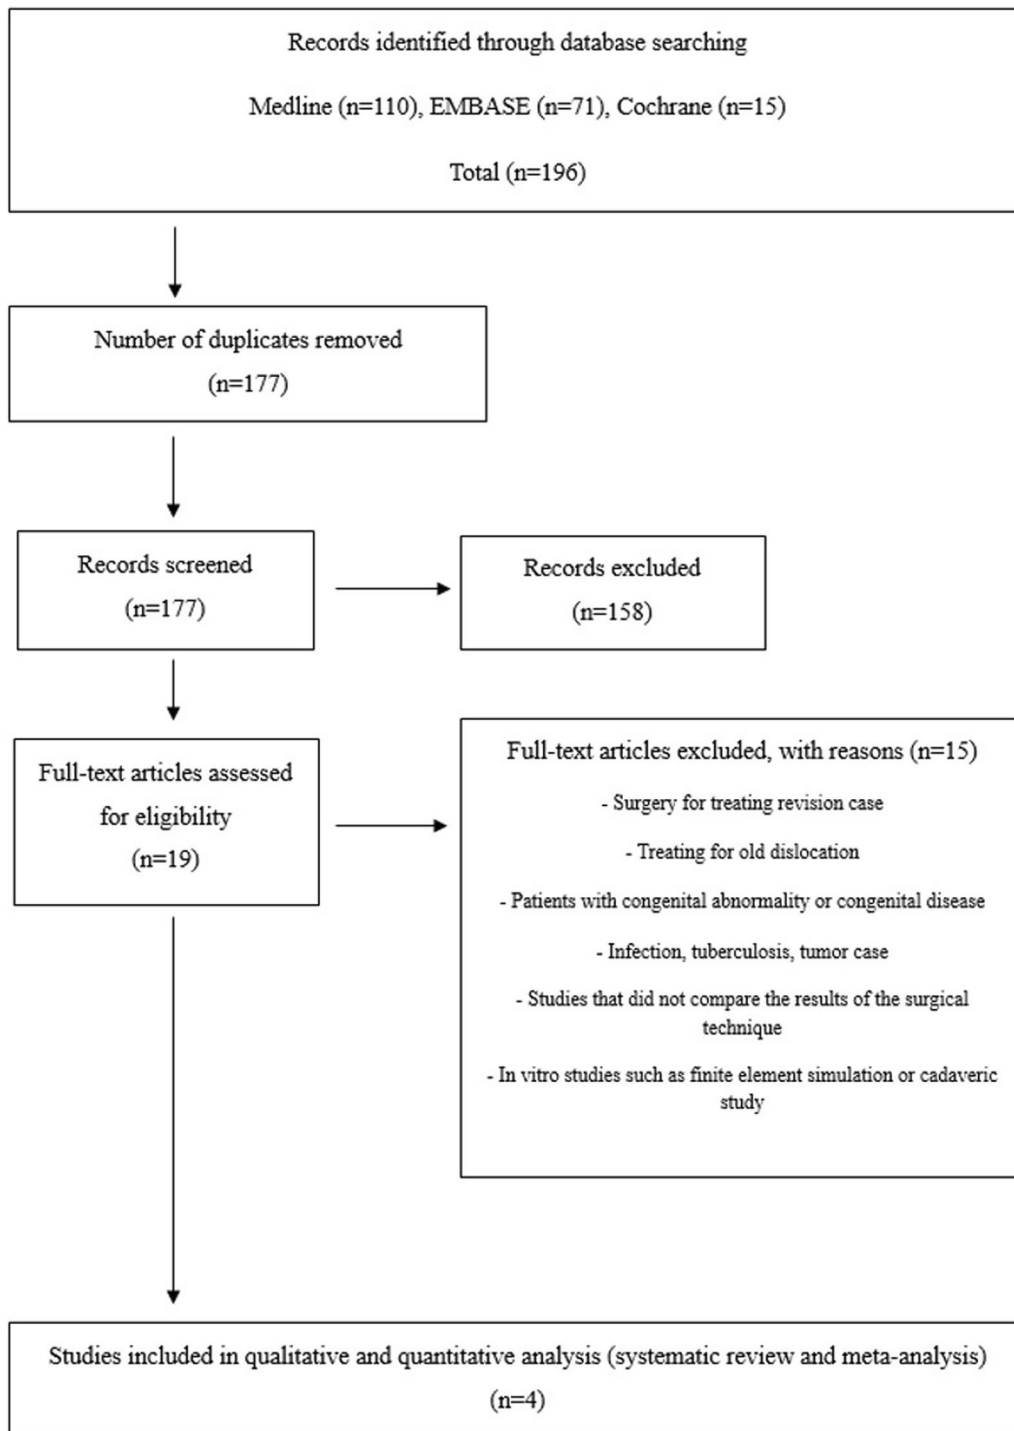 Records identified through database searching
Medline (n=110), EMBASE (n=71), Cochrane (n=15)
Total (n=196)
Number of duplicates removed
(n=177)
Records screened
(n=177)
Records excluded
(n=158)
Full-text articles assessed
for eligibility
(n=19)
Full-text articles excluded, with reasons (n=15)
- Surgery for treating revision case
- Treating for old dislocation
- Patients with congenital abnormality or congenital disease
- Infection, tuberculosis, tumor case
- Studies that did not compare the results of the surgical
technique
- In vitro studies such as finite element simulation or cadaveric
study
Studies included in qualitative and quantitative analysis (systematic review and meta-analysis)
(n=4)